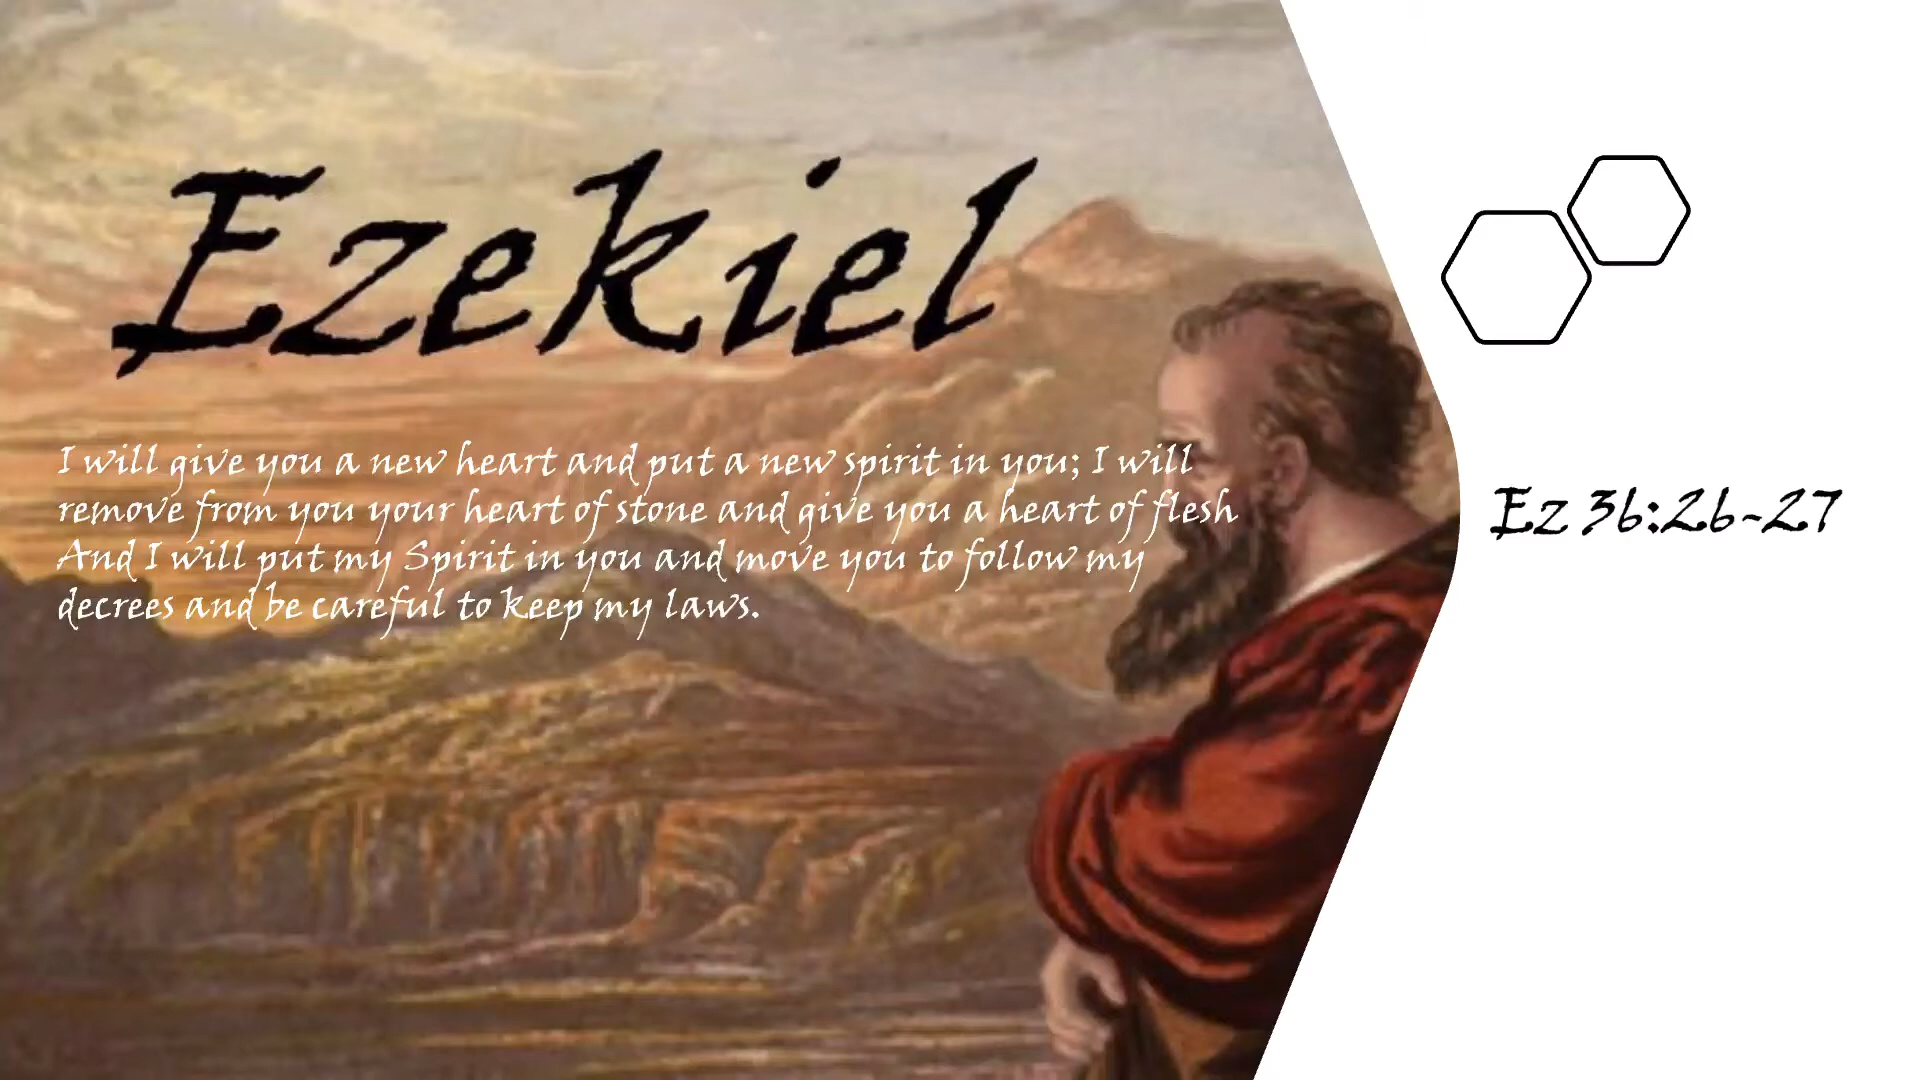 Ezekiel
I will give you a new heart and put a new spirit in you; I will
remove from you your heart of stone and give you a heart of flesh
And I will put my Spirit in you and move you to follow my
decrees and be careful to keep my laws.
Ez 36:26-27